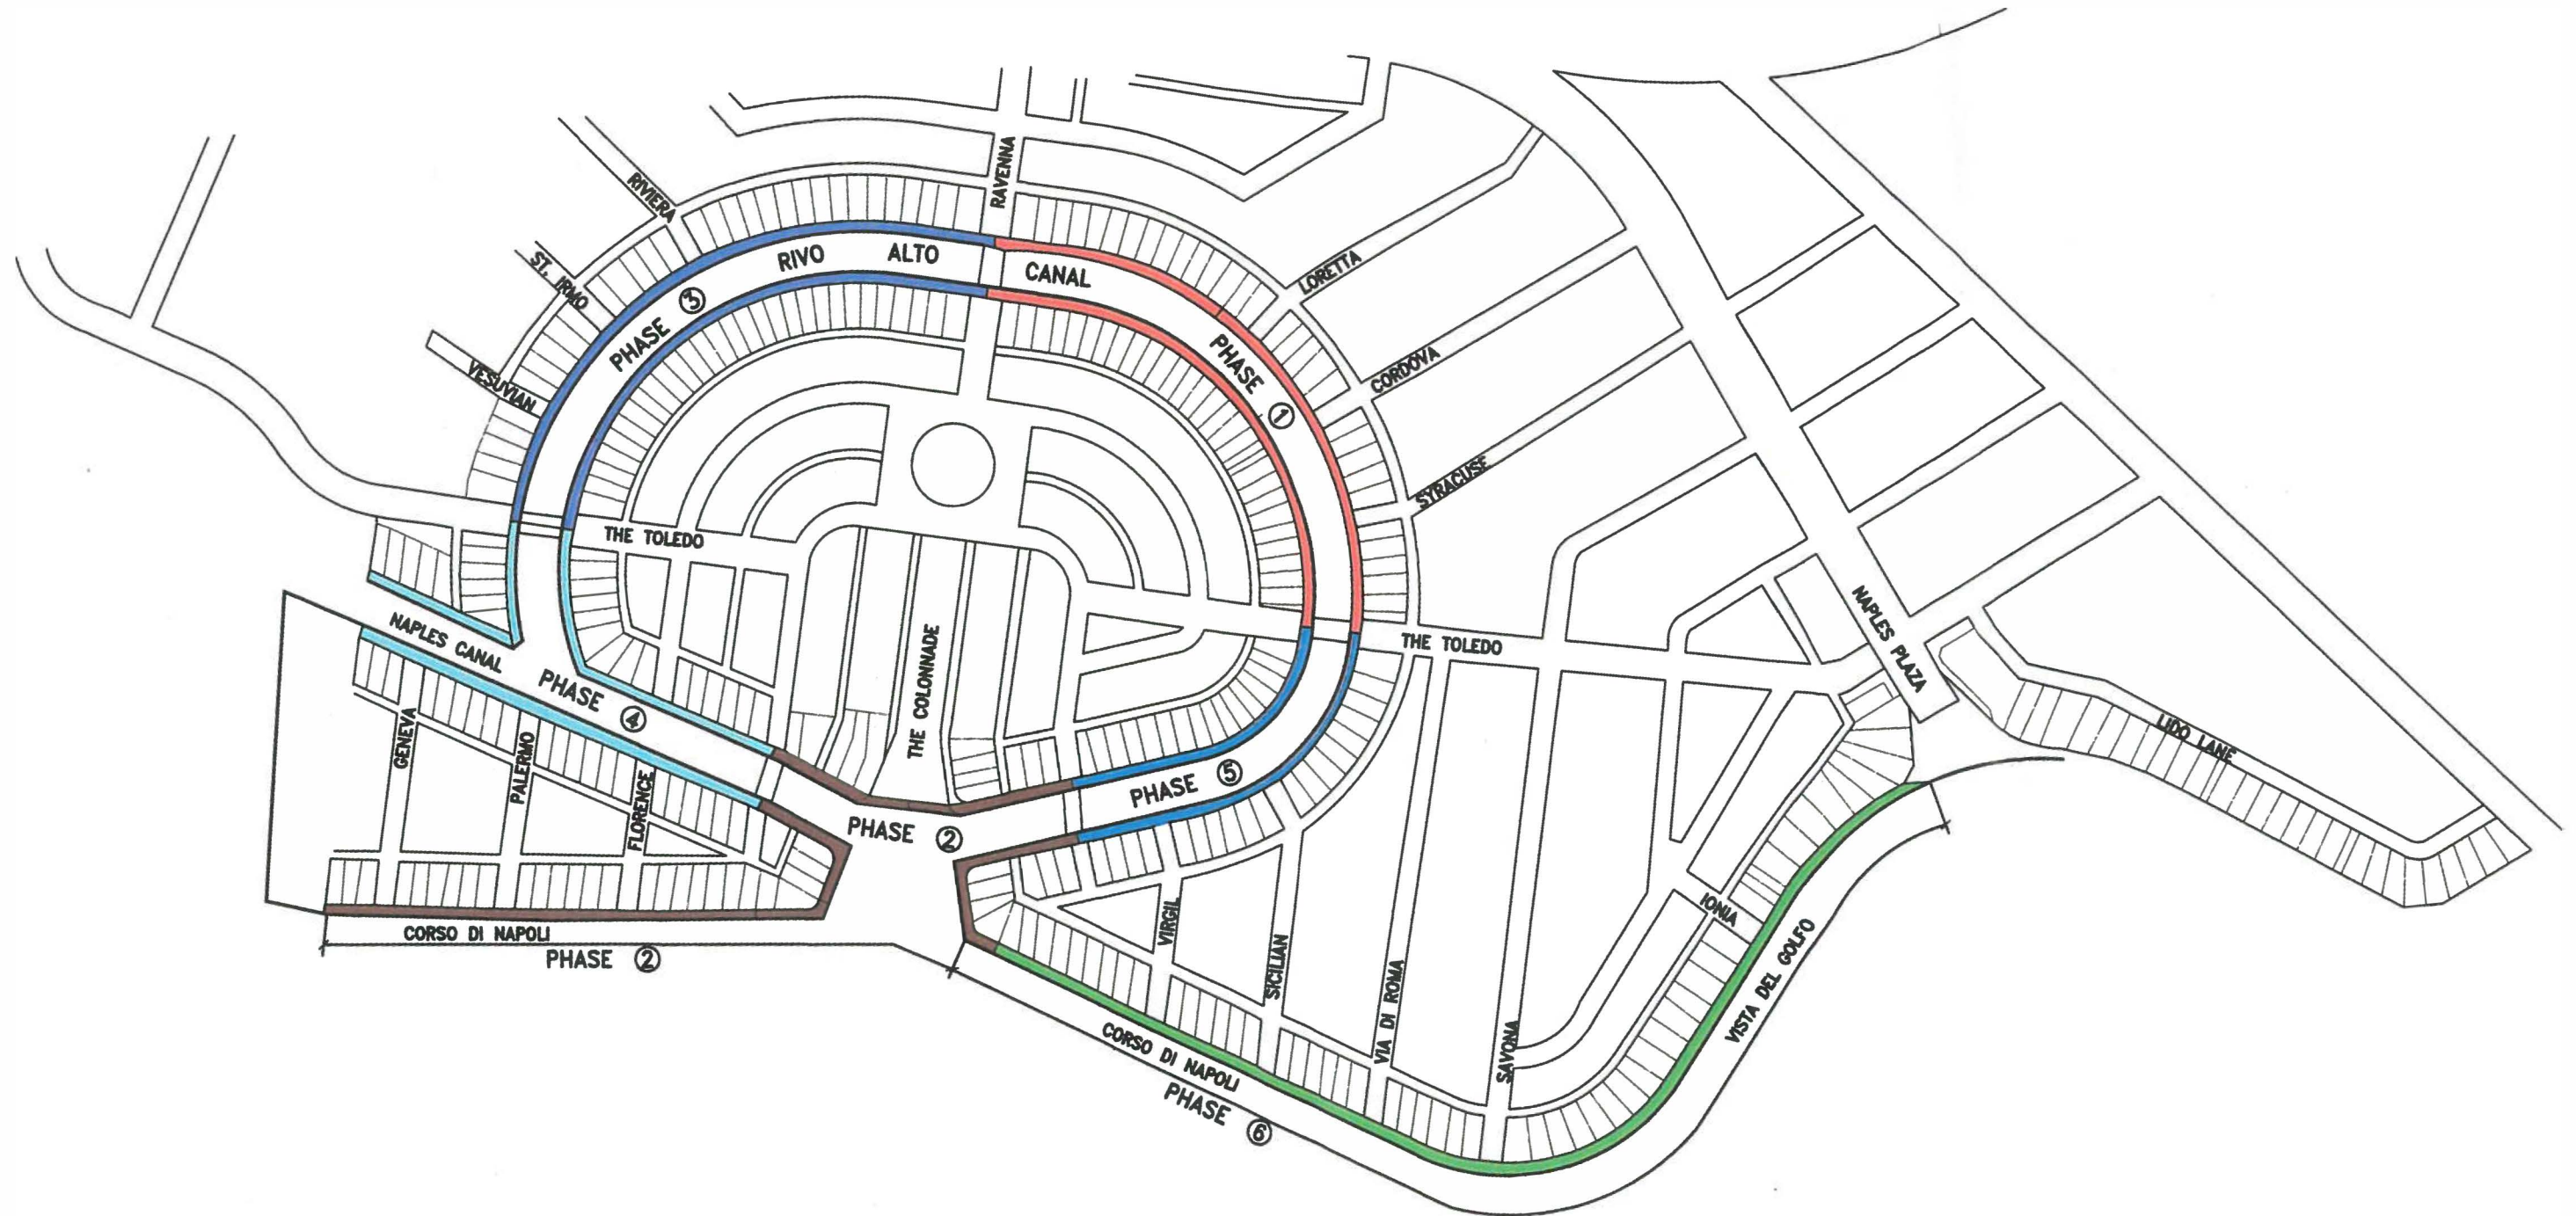 RAVENNA
RIVIERA
ST. IRMO
VESUVIAN
RIVO ALTO CANAL
PHASE ③
PHASE ①
LORETTA
CORDOVA
SYRACUSE
THE TOLEDO
THE TOLEDO
NAPLES PLAZA
LIDO LANE
NAPLES CANAL
PHASE ④
THE COLONNADE
GENEVA
PALERMO
FLORENCE
PHASE ②
PHASE ⑤
CORSO DI NAPOLI
PHASE ②
VIRGIL
SICILIAN
VIA DI ROMA
SAVONA
IONIA
VISTA DEL GOLFO
CORSO DI NAPOLI
PHASE ⑥